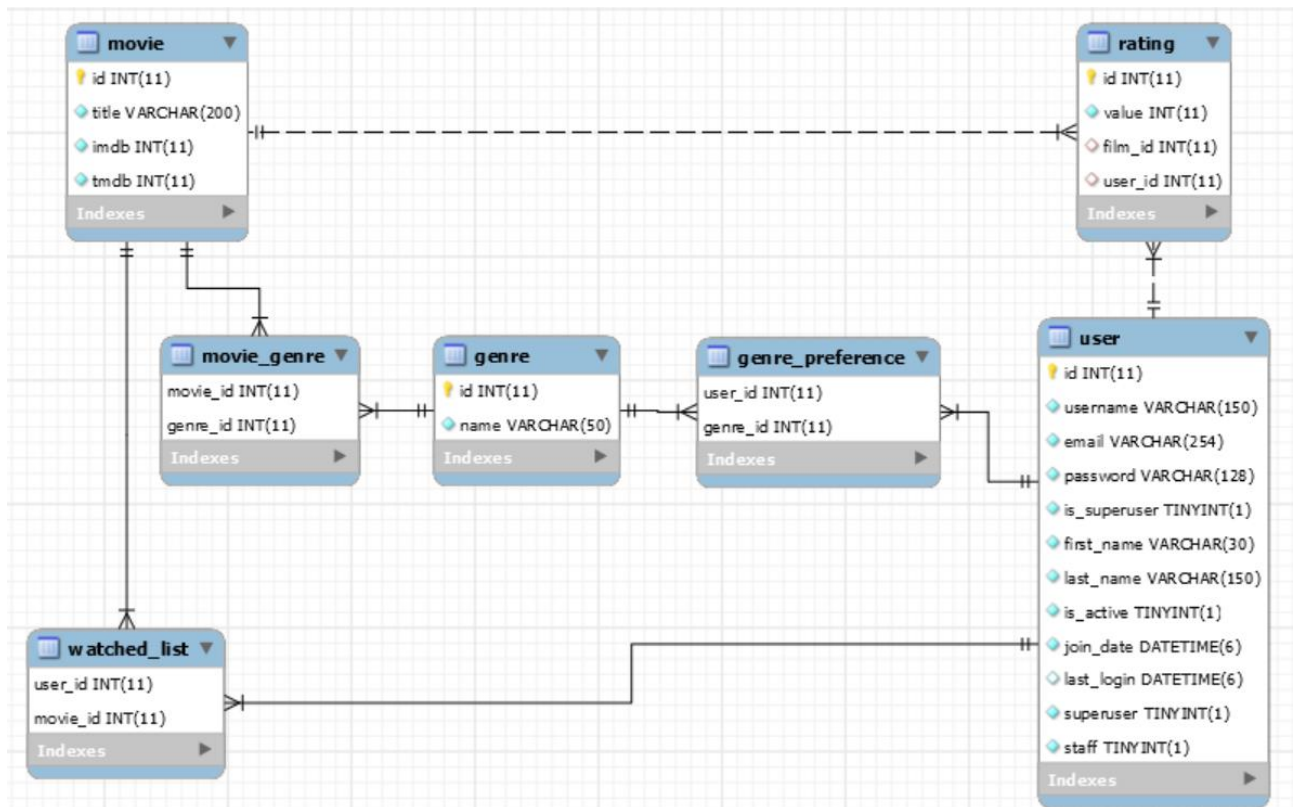 movie
id INT(11)
title VARCHAR(200)
imdb INT(11)
tmdb INT(11)
Indexes
rating
id INT(11)
value INT(11)
film_id INT(11)
user_id INT(11)
Indexes
movie_genre
movie_id INT(11)
genre_id INT(11)
Indexes
genre
id INT(11)
name VARCHAR(50)
Indexes
genre_preference
user_id INT(11)
genre_id INT(11)
Indexes
user
id INT(11)
username VARCHAR(150)
email VARCHAR(254)
password VARCHAR(128)
is_superuser TINYINT(1)
first_name VARCHAR(30)
last_name VARCHAR(150)
is_active TINYINT(1)
join_date DATETIME(6)
last_login DATETIME(6)
superuser TINYINT(1)
staff TINYINT(1)
Indexes
watched_list
user_id INT(11)
movie_id INT(11)
Indexes